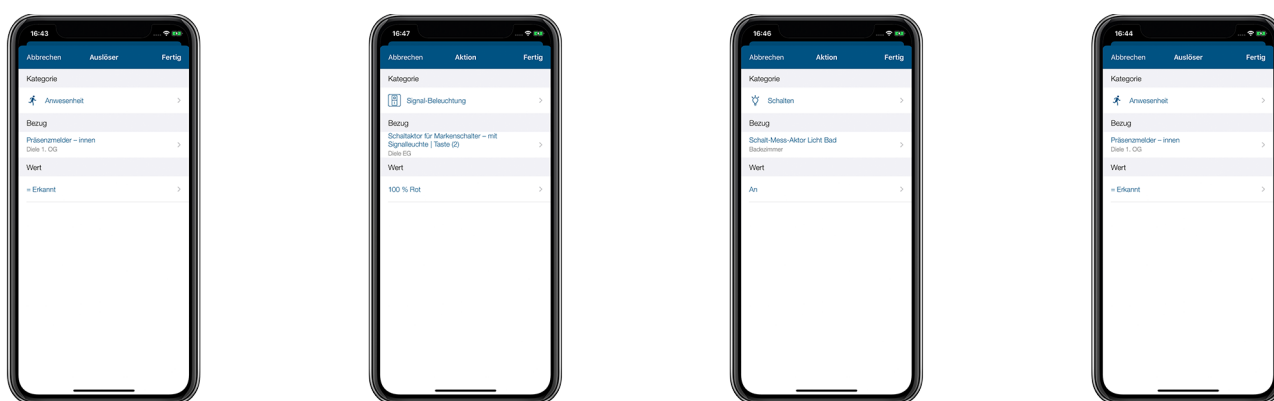 16:43
Abbrechen Auslöser Fertig
Kategorie
Anwesenheit
Bezug
Präsenzmelder – innen
Diele 1. OG
Wert
= Erkannt
16:47
Abbrechen Aktion Fertig
Kategorie
Signal-Beleuchtung
Bezug
Schaltaktor für Markenschalter – mit
Signalleuchte | Taste (2)
Diele EG
Wert
100 % Rot
16:46
Abbrechen Aktion Fertig
Kategorie
Schalten
Bezug
Schalt-Mess-Aktor Licht Bad
Badezimmer
Wert
An
16:44
Abbrechen Auslöser Fertig
Kategorie
Anwesenheit
Bezug
Präsenzmelder – innen
Diele 1. OG
Wert
= Erkannt